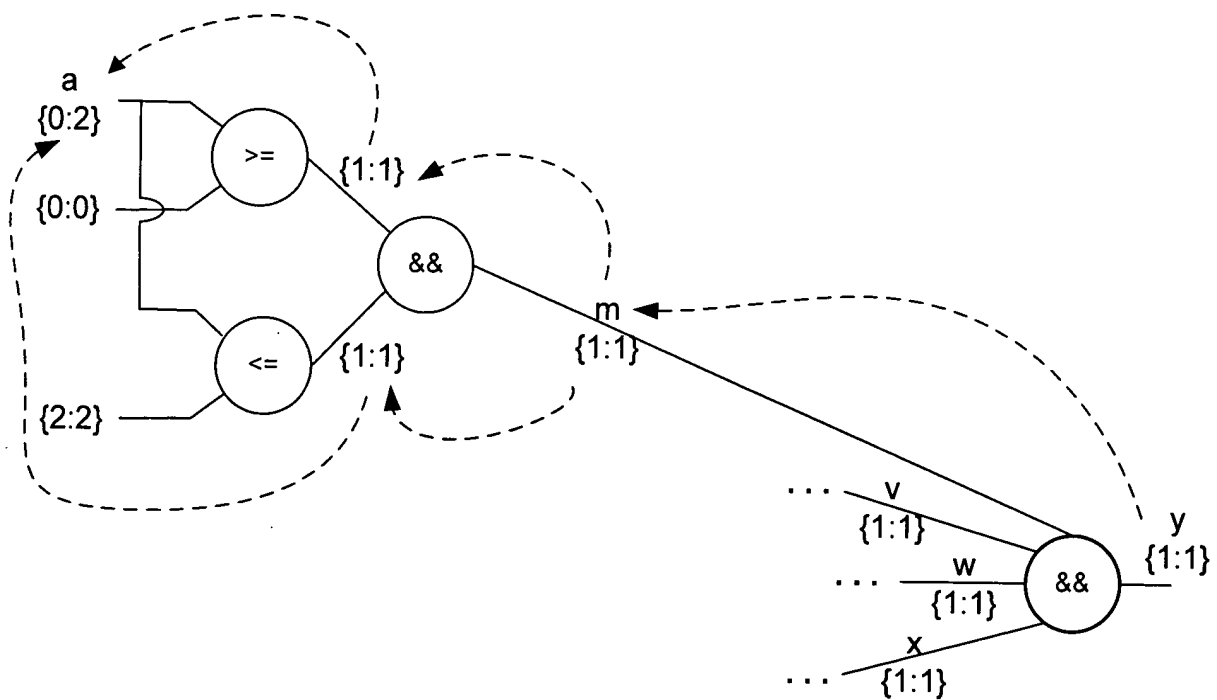 a
{0:2}
>=
{1:1}
{0:0}
&&
m
{1:1}
<=
{1:1}
{2:2}
... v
{1:1}
y
{1:1}
... w
{1:1}
&&
... x
{1:1}